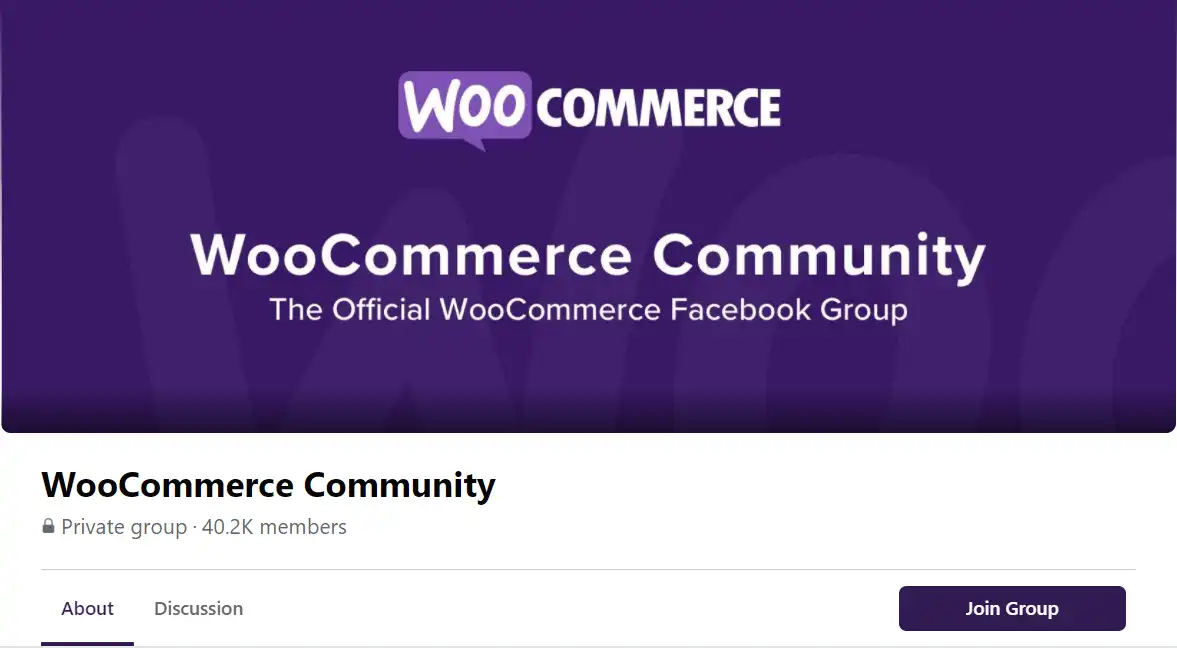 WOO COMMERCE
WooCommerce Community
The Official WooCommerce Facebook Group
WooCommerce Community
Private group · 40.2K members
About Discussion Join Group